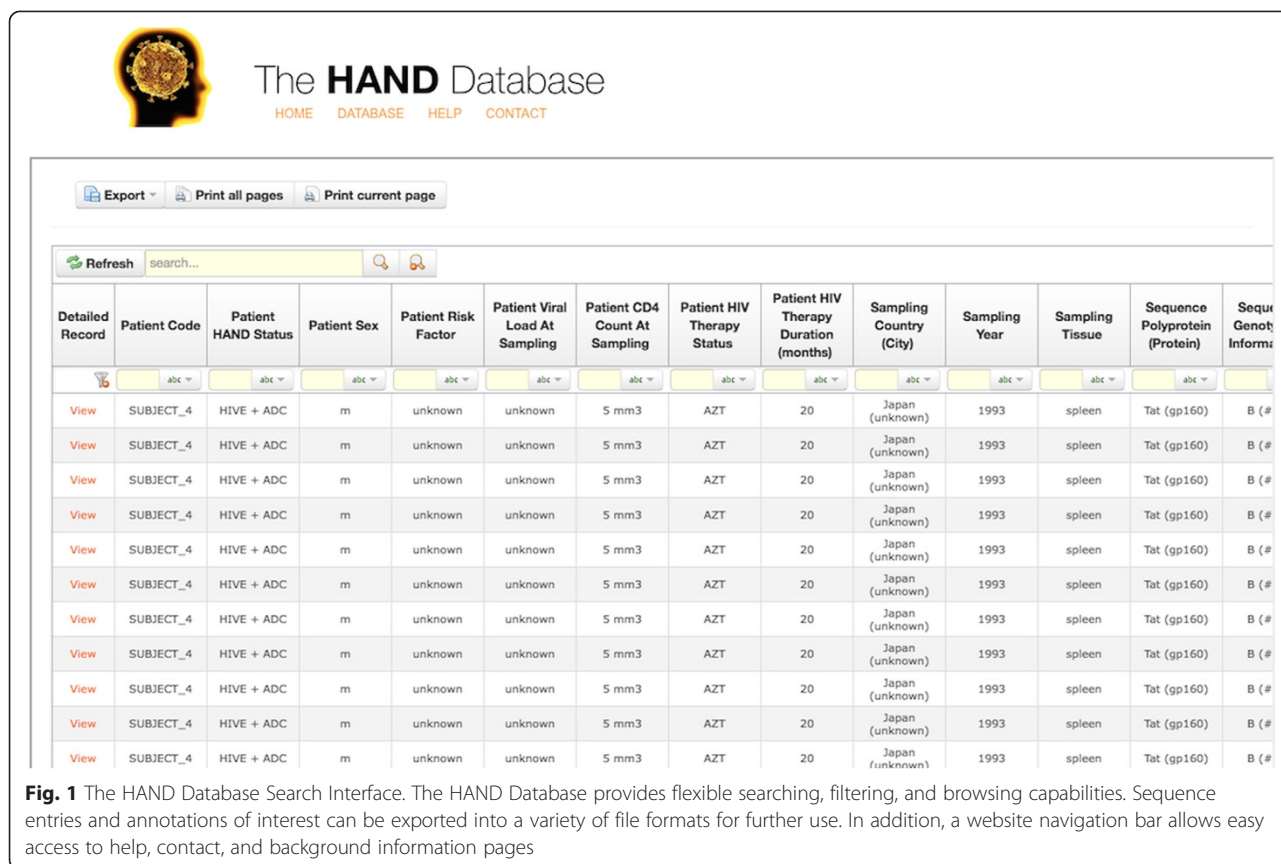 The HAND Database
HOME DATABASE HELP CONTACT
Export Print all pages Print current page
Refresh search...
Detailed Record Patient Code Patient HAND Status Patient Sex Patient Risk Factor Patient Viral Load At Sampling Patient CD4 Count At Sampling Patient HIV Therapy Status Patient HIV Therapy Duration (months) Sampling Country (City) Sampling Year Sampling Tissue Sequence Polyprotein (Protein)
abc abc abc abc abc abc abc abc abc abc abc abc
View SUBJECT_4 HIVE + ADC m unknown unknown 5 mm3 AZT 20 Japan (unknown) 1993 spleen Tat (gp160) B (#
View SUBJECT_4 HIVE + ADC m unknown unknown 5 mm3 AZT 20 Japan (unknown) 1993 spleen Tat (gp160) B (#
View SUBJECT_4 HIVE + ADC m unknown unknown 5 mm3 AZT 20 Japan (unknown) 1993 spleen Tat (gp160) B (#
View SUBJECT_4 HIVE + ADC m unknown unknown 5 mm3 AZT 20 Japan (unknown) 1993 spleen Tat (gp160) B (#
View SUBJECT_4 HIVE + ADC m unknown unknown 5 mm3 AZT 20 Japan (unknown) 1993 spleen Tat (gp160) B (#
View SUBJECT_4 HIVE + ADC m unknown unknown 5 mm3 AZT 20 Japan (unknown) 1993 spleen Tat (gp160) B (#
View SUBJECT_4 HIVE + ADC m unknown unknown 5 mm3 AZT 20 Japan (unknown) 1993 spleen Tat (gp160) B (#
View SUBJECT_4 HIVE + ADC m unknown unknown 5 mm3 AZT 20 Japan (unknown) 1993 spleen Tat (gp160) B (#
View SUBJECT_4 HIVE + ADC m unknown unknown 5 mm3 AZT 20 Japan (unknown) 1993 spleen Tat (gp160) B (#
View SUBJECT_4 HIVE + ADC m unknown unknown 5 mm3 AZT 20 Japan (unknown) 1993 spleen Tat (gp160) B (#
View SUBJECT_4 HIVE + ADC m unknown unknown 5 mm3 AZT 20 Japan (unknown) 1993 spleen Tat (gp160) B (#
Fig. 1 The HAND Database Search Interface. The HAND Database provides flexible searching, filtering, and browsing capabilities. Sequence
entries and annotations of interest can be exported into a variety of file formats for further use. In addition, a website navigation bar allows easy
access to help, contact, and background information pages